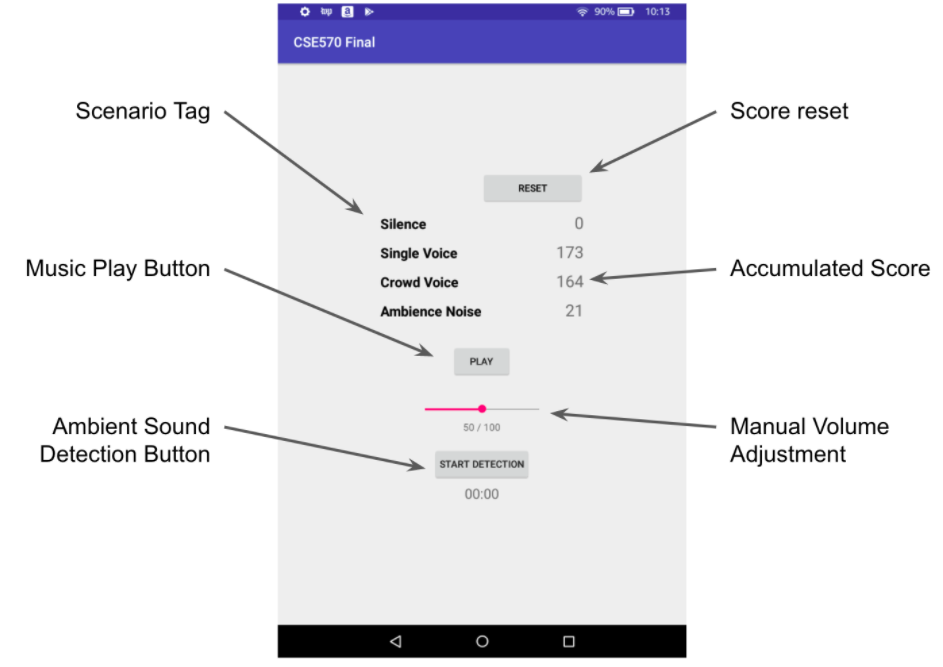 90% 10:13
CSE570 Final
Scenario Tag
Score reset
RESET
Silence 0
Single Voice 173
Music Play Button
Accumulated Score
Crowd Voice 164
Ambience Noise 21
PLAY
Ambient Sound
Detection Button
50 / 100
Manual Volume
Adjustment
START DETECTION
00:00